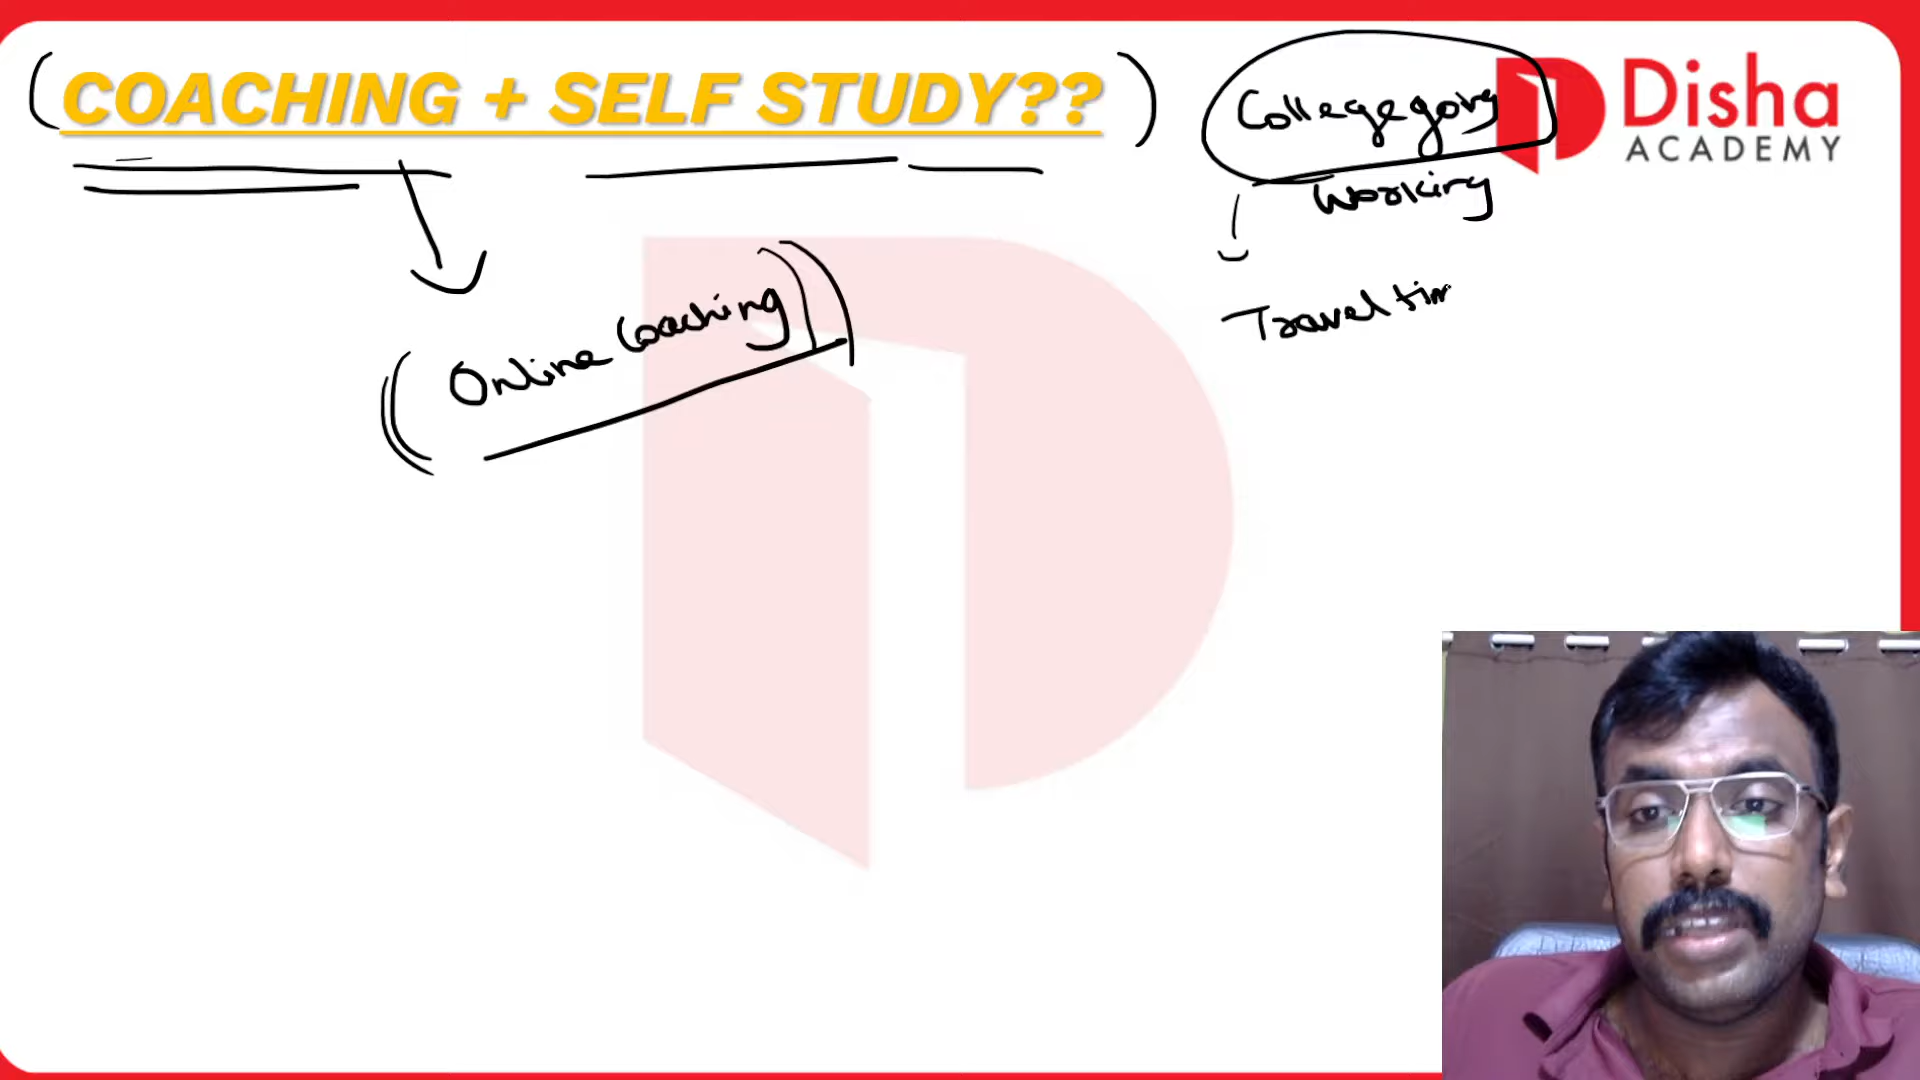 (COACHING + SELF STUDY??)
College going
Disha
ACADEMY
Working
Online Coaching
Travel tim